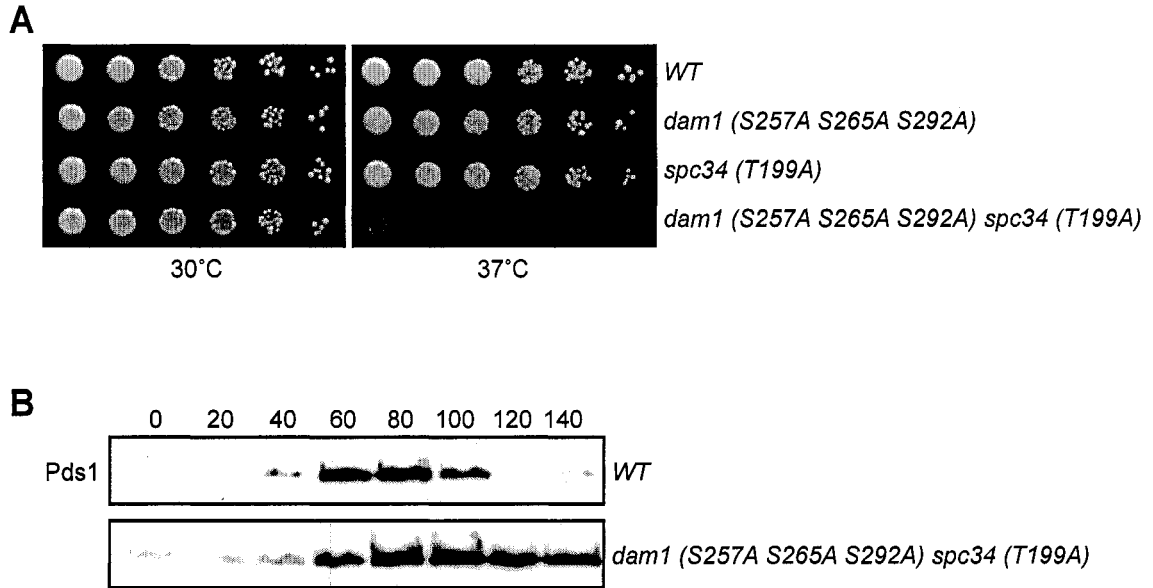 A
WT
dam1 (S257A S265A S292A)
spc34 (T199A)
dam1 (S257A S265A S292A) spc34 (T199A)
30°C 37°C
B
0 20 40 60 80 100 120 140
Pds1 WT
dam1 (S257A S265A S292A) spc34 (T199A)